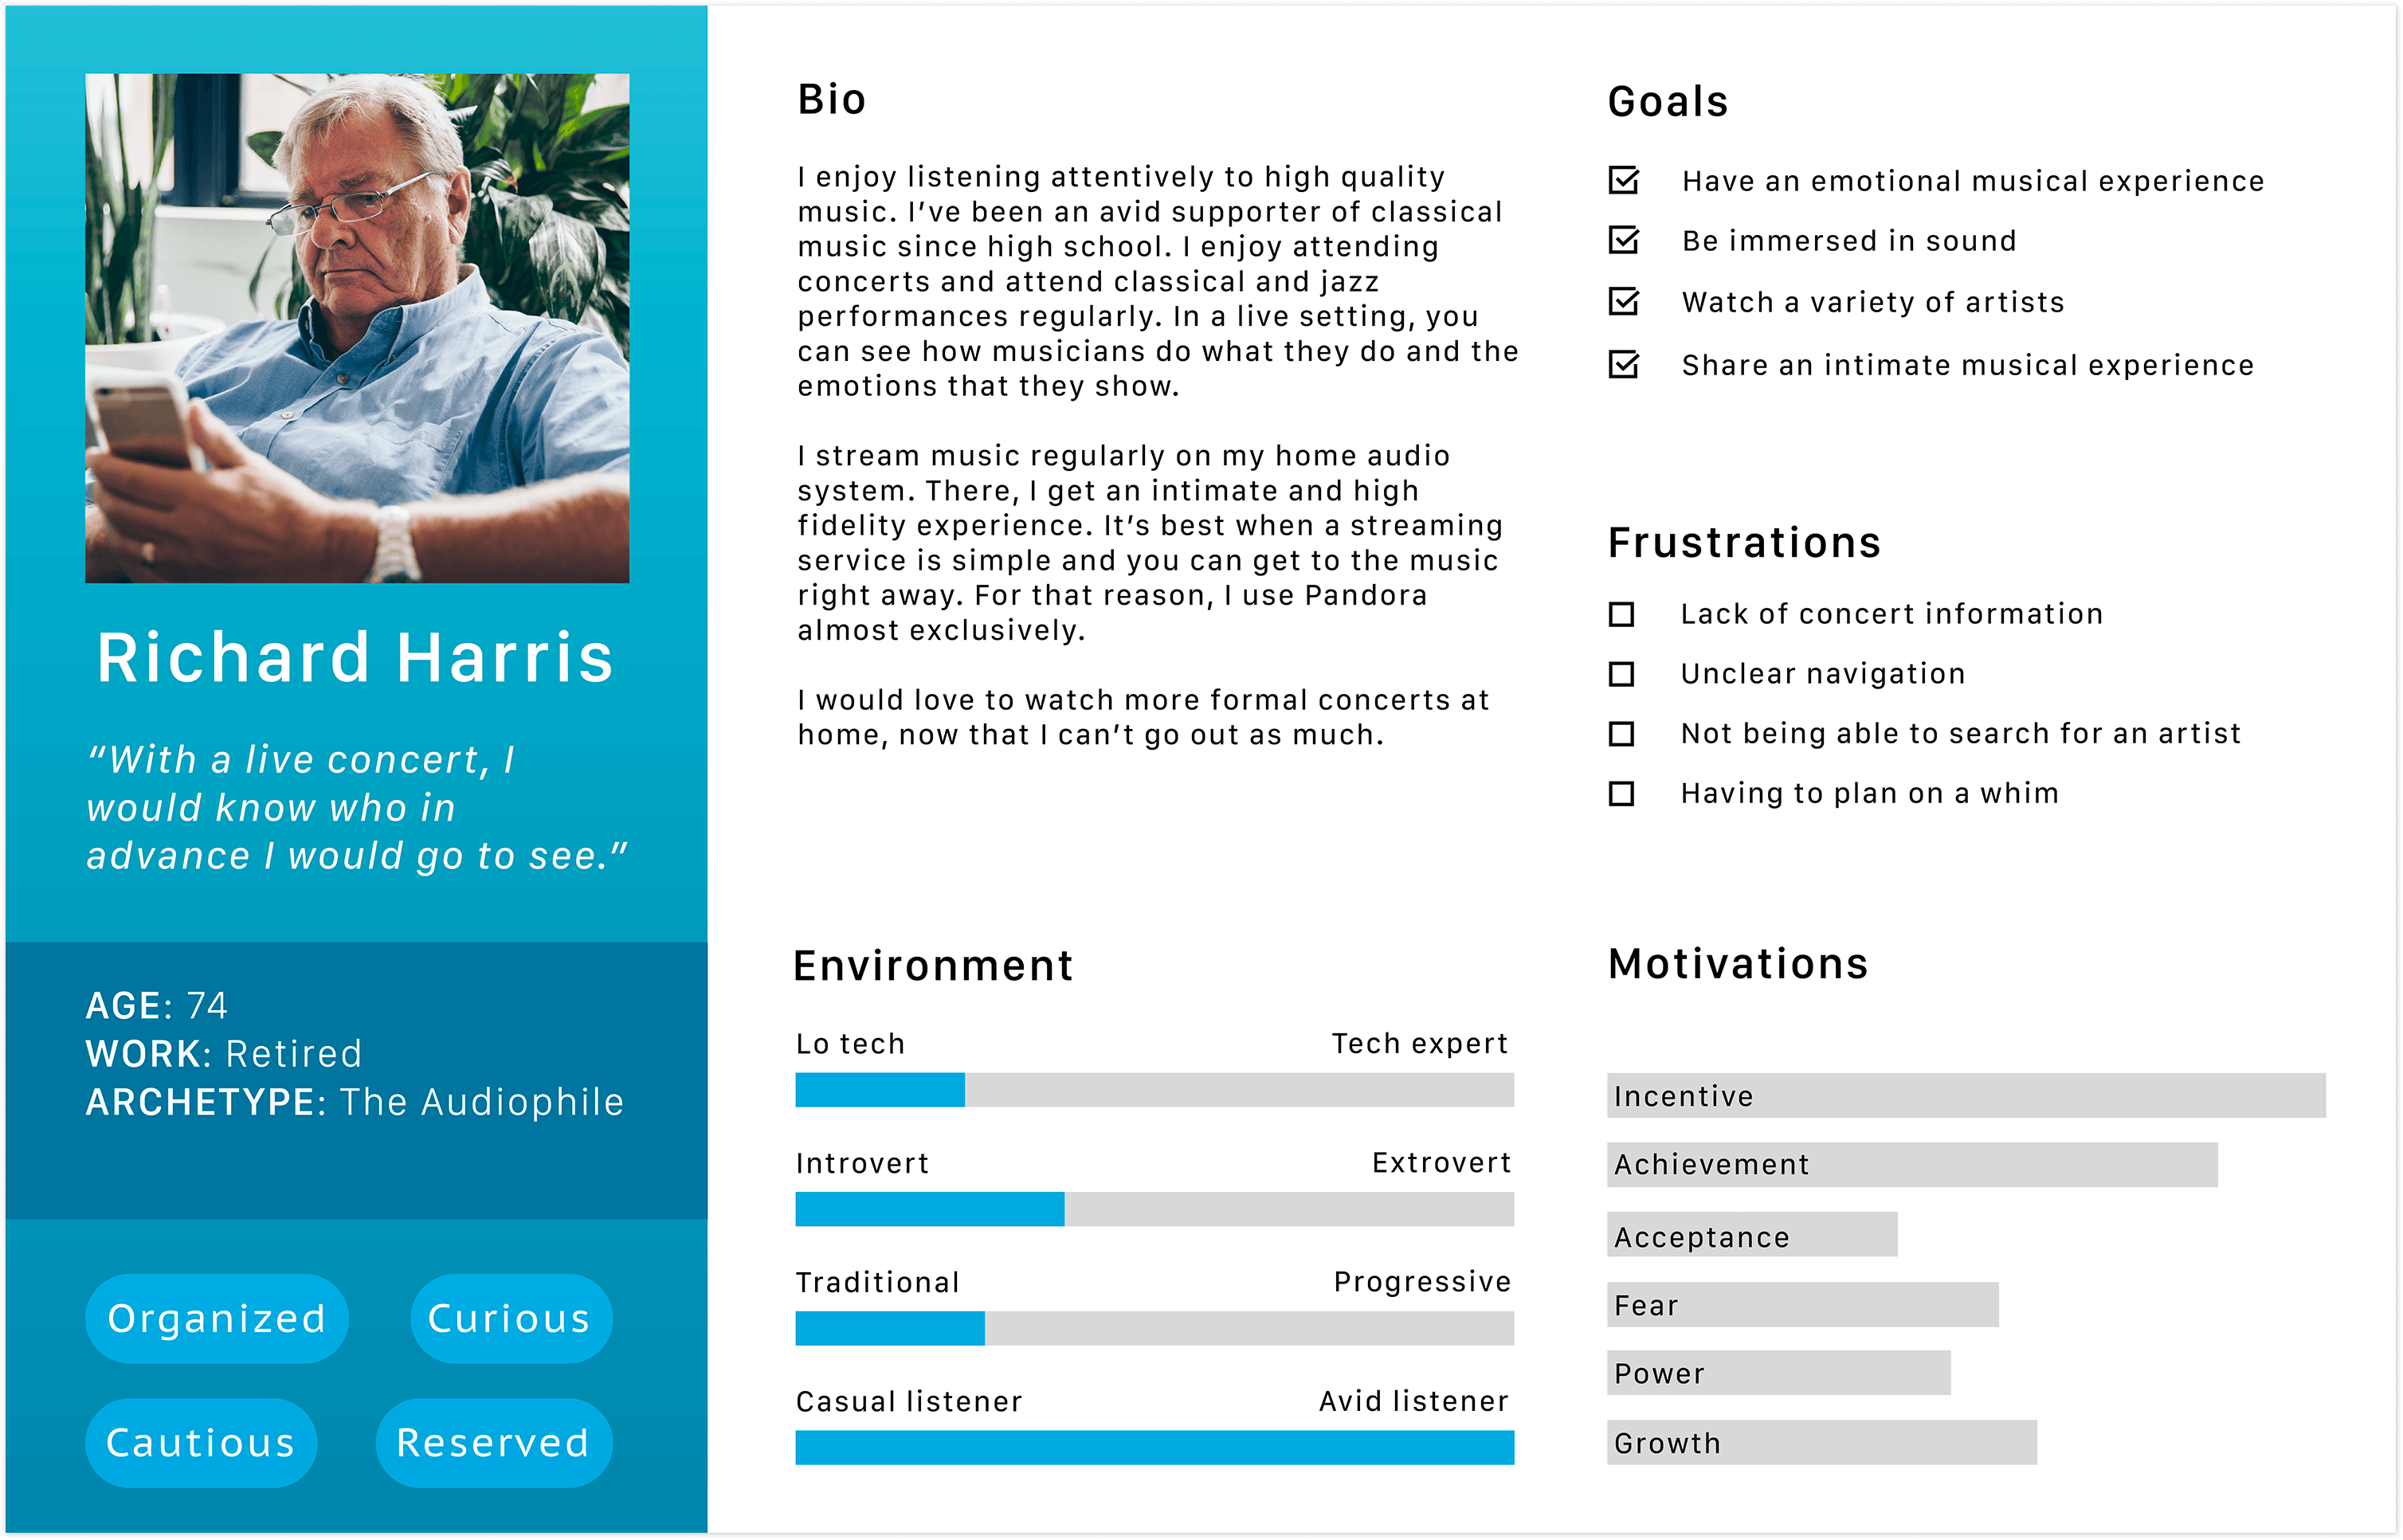 Richard Harris
“With a live concert, I
would know who in
advance I would go to see.”
AGE: 74
WORK: Retired
ARCHETYPE: The Audiophile
Organized
Curious
Cautious
Reserved
Bio
I enjoy listening attentively to high quality
music. I’ve been an avid supporter of classical
music since high school. I enjoy attending
concerts and attend classical and jazz
performances regularly. In a live setting, you
can see how musicians do what they do and the
emotions that they show.
I stream music regularly on my home audio
system. There, I get an intimate and high
fidelity experience. It’s best when a streaming
service is simple and you can get to the music
right away. For that reason, I use Pandora
almost exclusively.
I would love to watch more formal concerts at
home, now that I can’t go out as much.
Environment
Lo tech
Tech expert
Introvert
Extrovert
Traditional
Progressive
Casual listener
Avid listener
Goals
Have an emotional musical experience
Be immersed in sound
Watch a variety of artists
Share an intimate musical experience
Frustrations
Lack of concert information
Unclear navigation
Not being able to search for an artist
Having to plan on a whim
Motivations
Incentive
Achievement
Acceptance
Fear
Power
Growth